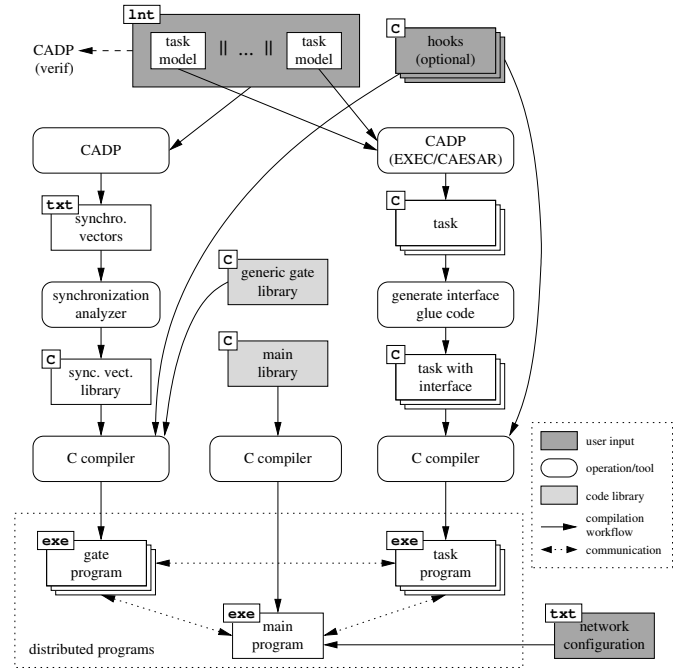 lnt
CADP
(verif)
task
model
|| ... ||
task
model
C
hooks
(optional)
CADP
CADP
(EXEC/CAESAR)
txt
synchro.
vectors
C
task
C
generic gate
library
synchronization
analyzer
generate interface
glue code
C
sync. vect.
library
C
main
library
C
task with
interface
C compiler
C compiler
C compiler
user input
operation/tool
code library
compilation
workflow
communication
exe
gate
program
exe
task
program
exe
main
program
txt
network
configuration
distributed programs